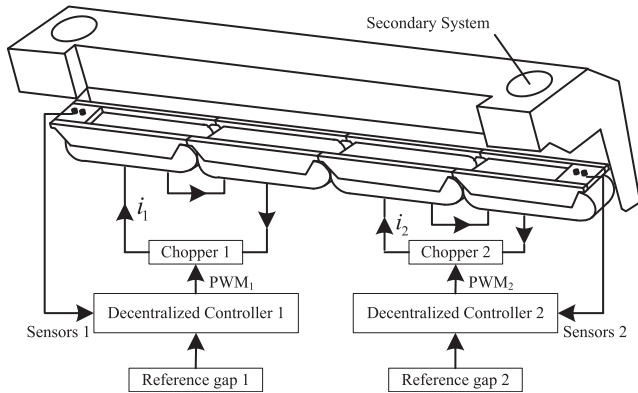 Secondary System
i1
i2
Chopper 1
Chopper 2
PWM1
PWM2
Decentralized Controller 1
Decentralized Controller 2
Sensors 1
Sensors 2
Reference gap 1
Reference gap 2